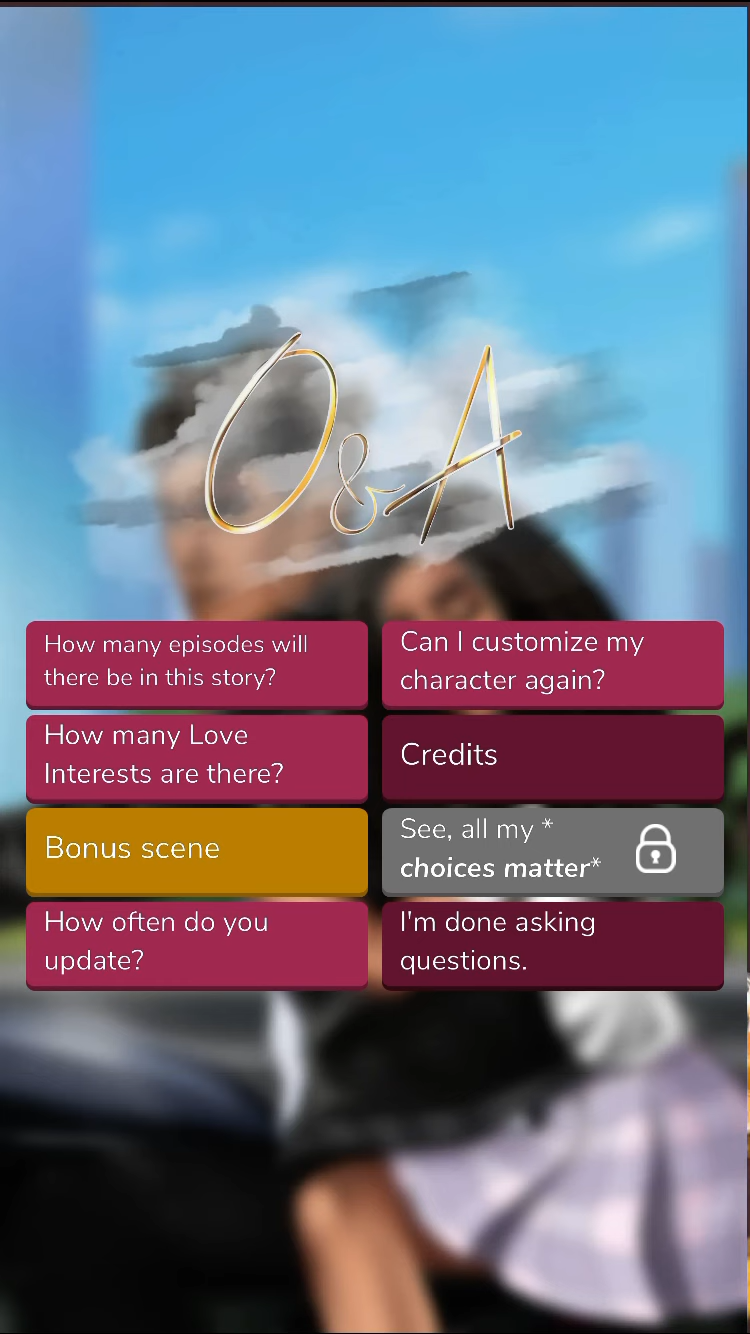 Q&A
How many episodes will
there be in this story?
Can I customize my
character again?
How many Love
Interests are there?
Credits
Bonus scene
See, all my *
choices matter*
How often do you
update?
I'm done asking
questions.